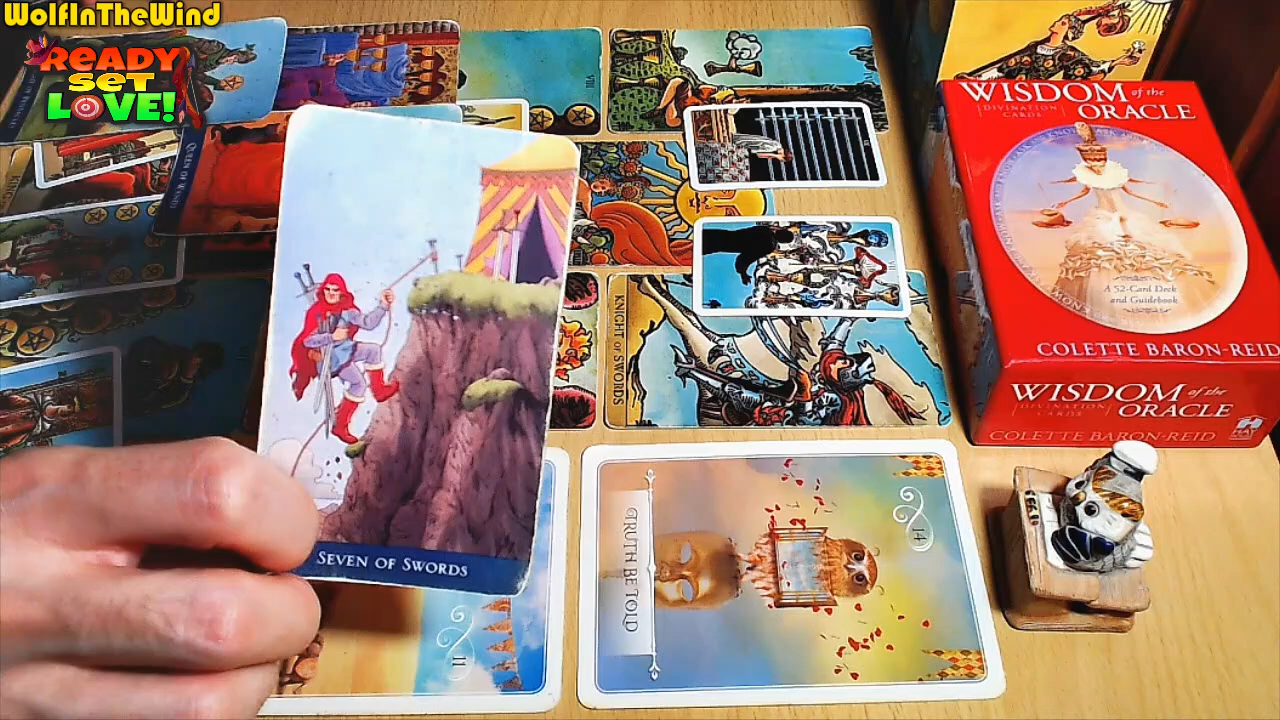 WolfInTheWind
READY
SET
LOVE!
QUEEN OF WANDS
KNIGHT OF SWORDS
SEVEN OF SWORDS
11
TRUTH BE TOLD
14
WISDOM of the
ORACLE
DIVINATION
CARDS
A 52-Card Deck
and Guidebook
COLETTE BARON-REID
WISDOM of the
ORACLE
DIVINATION
CARDS
COLETTE BARON-REID
HAY